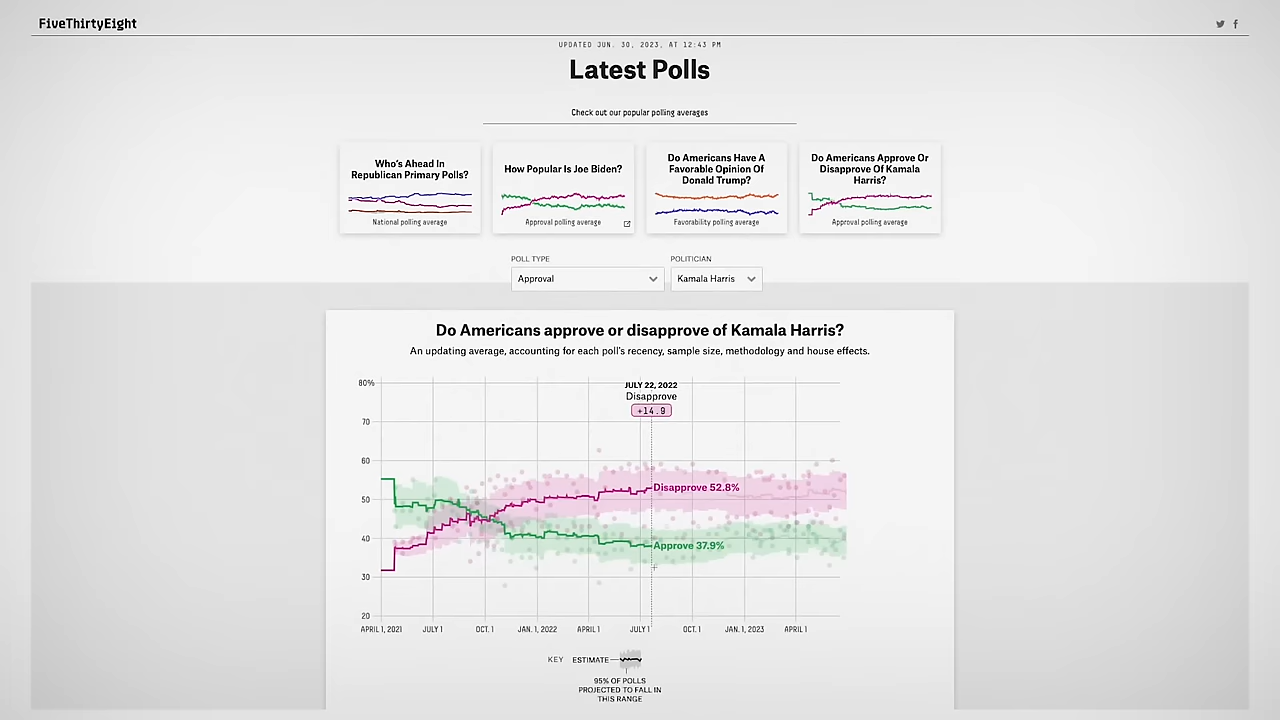 FiveThirtyEight
UPDATED JUN. 30, 2023, AT 12:43 PM
Latest Polls
Check out our popular polling averages
Who's Ahead In
Republican Primary Polls?
National polling average
How Popular Is Joe Biden?
Approval polling average
Do Americans Have A
Favorable Opinion Of
Donald Trump?
Favorability polling average
Do Americans Approve Or
Disapprove Of Kamala
Harris?
Approval polling average
POLL TYPE
Approval
POLITICIAN
Kamala Harris
Do Americans approve or disapprove of Kamala Harris?
An updating average, accounting for each poll's recency, sample size, methodology and house effects.
JULY 22, 2022
Disapprove
+14.9
80%
70
60
50
40
30
20
Disapprove 52.8%
Approve 37.9%
APRIL 1, 2021
JULY 1
OCT. 1
JAN. 1, 2022
APRIL 1
JULY 1
OCT. 1
JAN. 1, 2023
APRIL 1
KEY
ESTIMATE
95% OF POLLS
PROJECTED TO FALL IN
THIS RANGE